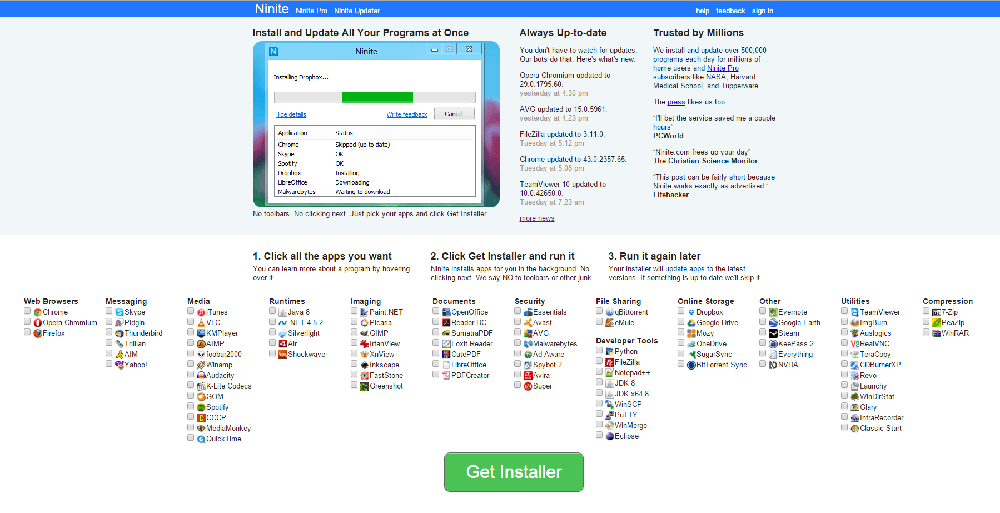 Ninite Ninite Pro Ninite Updater help feedback sign in
Install and Update All Your Programs at Once
Ninite
Installing Dropbox...
Hide details Write feedback Cancel
Application Status
Chrome Skipped (up to date)
Skype OK
Spotify OK
Dropbox Installing
LibreOffice Downloading
Malwarebytes Waiting to download
No toolbars. No clicking next. Just pick your apps and click Get Installer.
Always Up-to-date
You don't have to watch for updates.
Our bots do that. Here's what's new:
Opera Chromium updated to
29.0.1795.60.
yesterday at 4:30 pm
AVG updated to 15.0.5961.
yesterday at 4:23 pm
FileZilla updated to 3.11.0.
Tuesday at 5:12 pm
Chrome updated to 43.0.2357.65.
Tuesday at 5:08 pm
TeamViewer 10 updated to
10.0.42650.0.
Tuesday at 7:23 am
more news
Trusted by Millions
We install and update over 500,000
programs each day for millions of
home users and Ninite Pro
subscribers like NASA, Harvard
Medical School, and Tupperware.
The press likes us too:
“I'll bet the service saved me a couple
hours”
PCWorld
“Ninite.com frees up your day”
The Christian Science Monitor
“This post can be fairly short because
Ninite works exactly as advertised.”
Lifehacker
1. Click all the apps you want
You can learn more about a program by hovering
over it.
2. Click Get Installer and run it
Ninite installs apps for you in the background. No
clicking next. We say NO to toolbars or other junk.
3. Run it again later
Your installer will update apps to the latest
versions. If something is up-to-date we'll skip it.
Web Browsers
Chrome
Opera Chromium
Firefox
Messaging
Skype
Pidgin
Thunderbird
Trillian
AIM
Yahoo!
Media
iTunes
VLC
KMPlayer
AIMP
foobar2000
Winamp
Audacity
K-Lite Codecs
GOM
Spotify
CCCP
MediaMonkey
QuickTime
Runtimes
Java 8
.NET 4.5.2
Silverlight
Air
Shockwave
Imaging
Paint.NET
Picasa
GIMP
IrfanView
XnView
Inkscape
FastStone
Greenshot
Documents
OpenOffice
Reader DC
SumatraPDF
Foxit Reader
CutePDF
LibreOffice
PDFCreator
Security
Essentials
Avast
AVG
Malwarebytes
Ad-Aware
Spybot 2
Avira
Super
File Sharing
qBittorrent
eMule
Developer Tools
Python
FileZilla
Notepad++
JDK 8
JDK x64 8
WinSCP
PuTTY
WinMerge
Eclipse
Online Storage
Dropbox
Google Drive
Mozy
OneDrive
SugarSync
BitTorrent Sync
Other
Evernote
Google Earth
Steam
KeePass 2
Everything
NVDA
Utilities
TeamViewer
ImgBurn
Auslogics
RealVNC
TeraCopy
CDBurnerXP
Revo
Launchy
WinDirStat
Glary
InfraRecorder
Classic Start
Compression
7-Zip
PeaZip
WinRAR
Get Installer